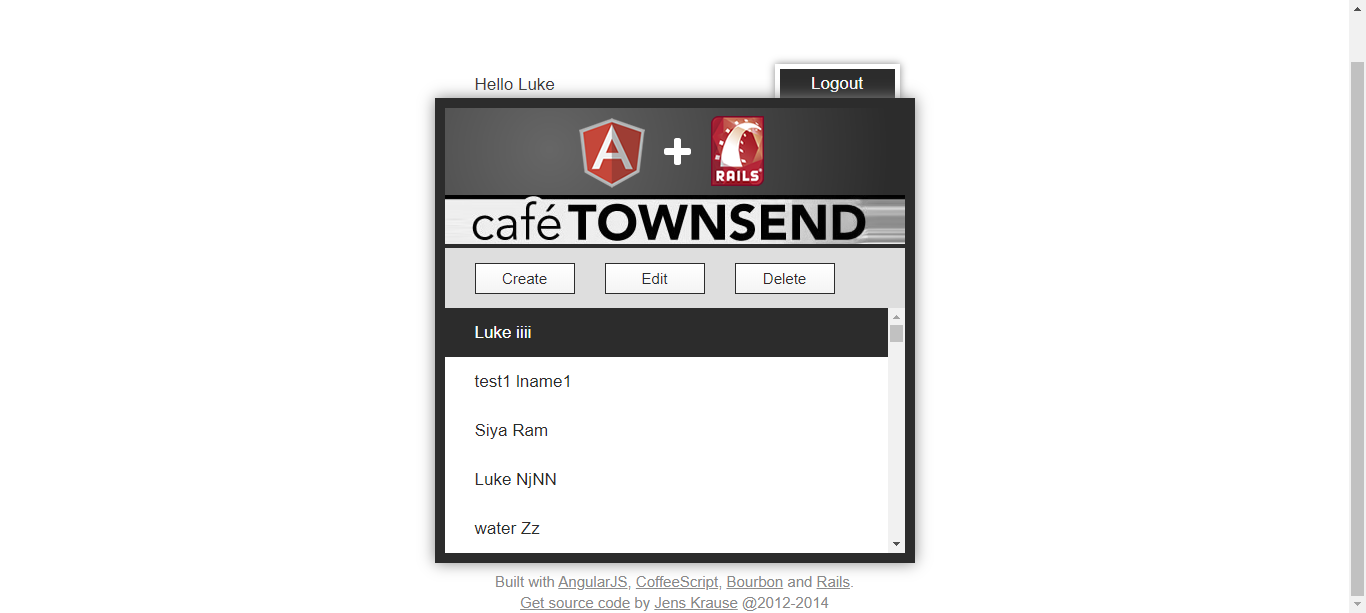 Hello Luke
Logout
A
RAILS
café TOWNSEND
Create Edit Delete
Luke iiii
test1 lname1
Siya Ram
Luke NjNN
water Zz
Built with AngularJS, CoffeeScript, Bourbon and Rails.
Get source code by Jens Krause @2012-2014